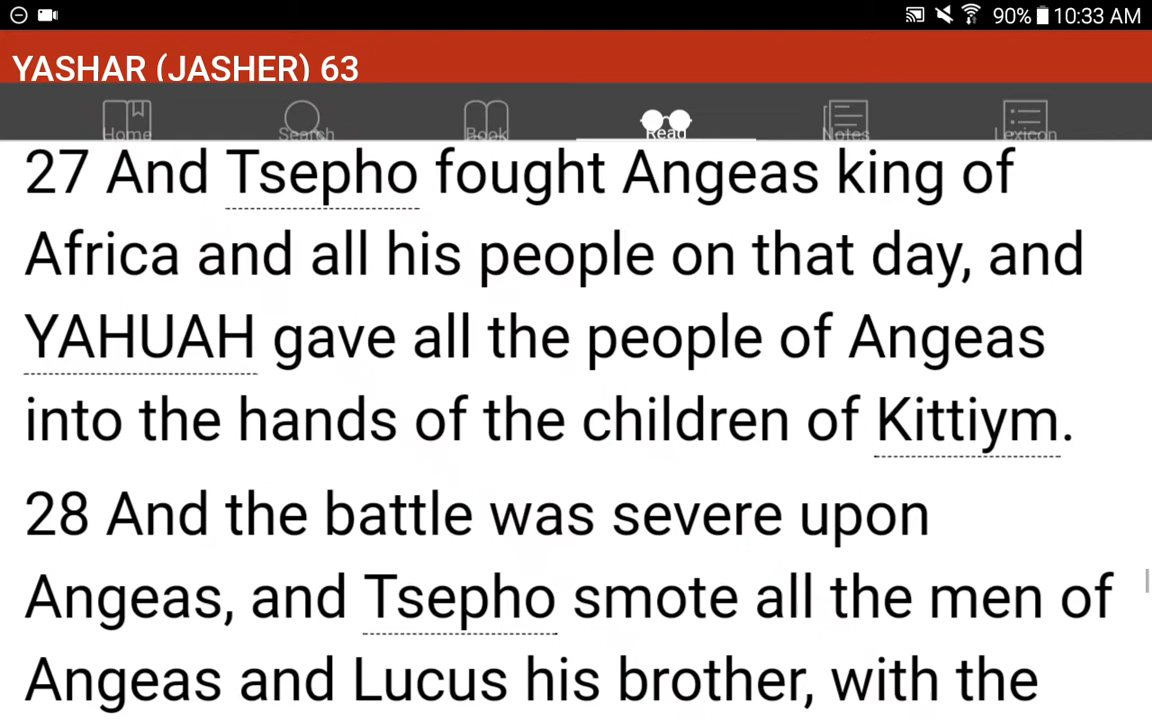 90% 10:33 AM
YASHAR (JASHER) 63
Home Search Book Read Notes Lexicon
27 And Tsepho fought Angeas king of
Africa and all his people on that day, and
YAHUAH gave all the people of Angeas
into the hands of the children of Kittiym.
28 And the battle was severe upon
Angeas, and Tsepho smote all the men of
Angeas and Lucus his brother, with the